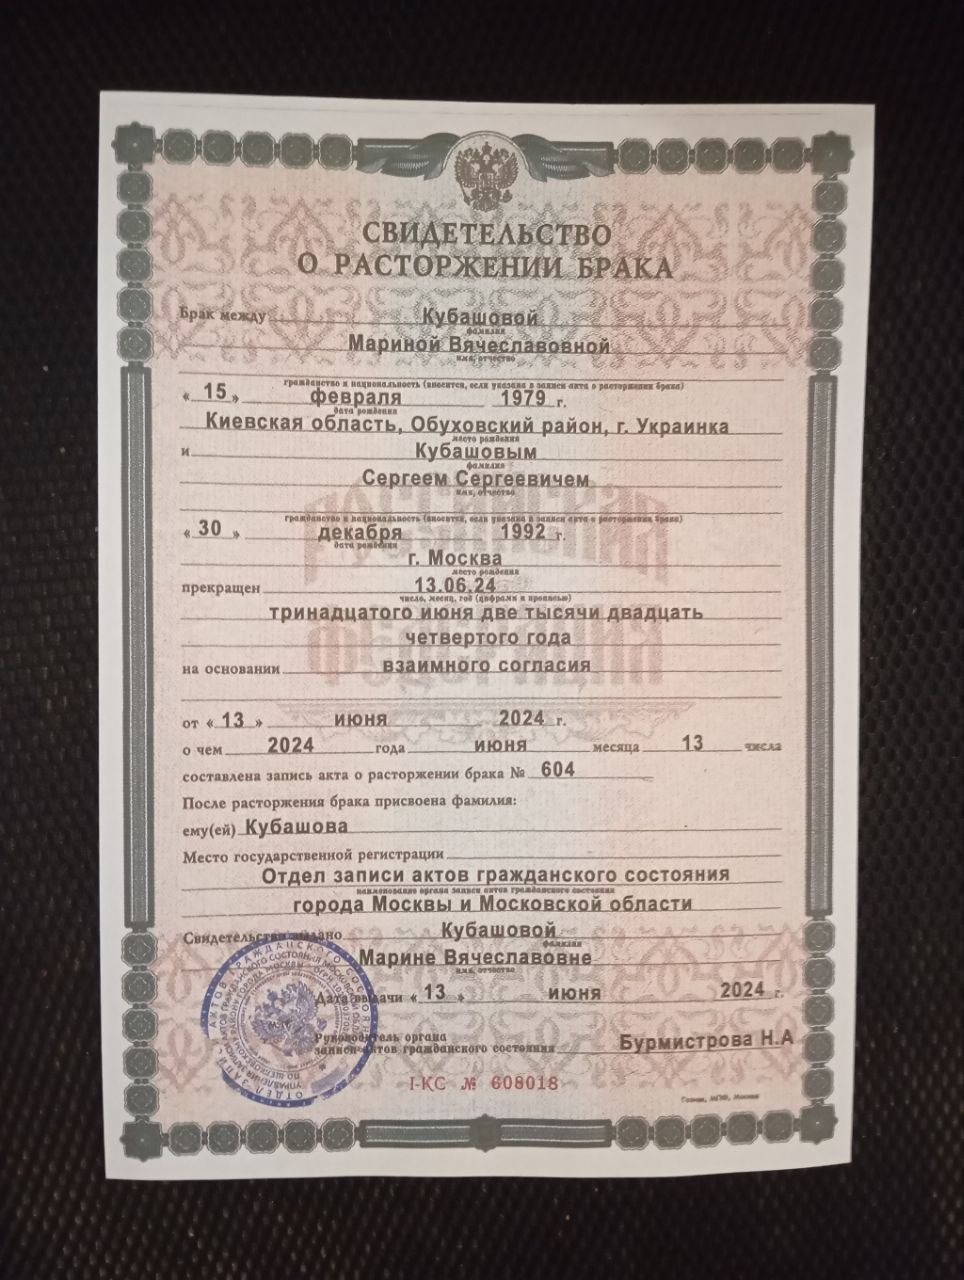 СВИДЕТЕЛЬСТВО
О РАСТОРЖЕНИИ БРАКА
Брак между Кубашовой
фамилия
Мариной Вячеславовной
имя, отчество
гражданство и национальность (вносится, если указана в записи акта о расторжении брака)
« 15 » февраля 1979 г.
дата рождения
Киевская область, Обуховский район, г. Украинка
место рождения
и Кубашовым
фамилия
Сергеем Сергеевичем
имя, отчество
гражданство и национальность (вносится, если указана в записи акта о расторжении брака)
« 30 » декабря 1992 г.
дата рождения
г. Москва
место рождения
прекращен 13.06.24
число, месяц, год (цифрами и прописью)
тринадцатого июня две тысячи двадцать
четвертого года
на основании взаимного согласия
от « 13 » июня 2024 г.
о чем 2024 года июня месяца 13 числа
составлена запись акта о расторжении брака № 604
После расторжения брака присвоена фамилия:
ему(ей) Кубашова
Место государственной регистрации
Отдел записи актов гражданского состояния
наименование органа записи актов гражданского состояния
города Москвы и Московской области
Свидетельство выдано Кубашовой
фамилия
Марине Вячеславовне
имя, отчество
Дата выдачи « 13 » июня 2024 г.
Руководитель органа
записи актов гражданского состояния Бурмистрова Н.А
I-КС № 608018
Гознак, МПФ, Москва